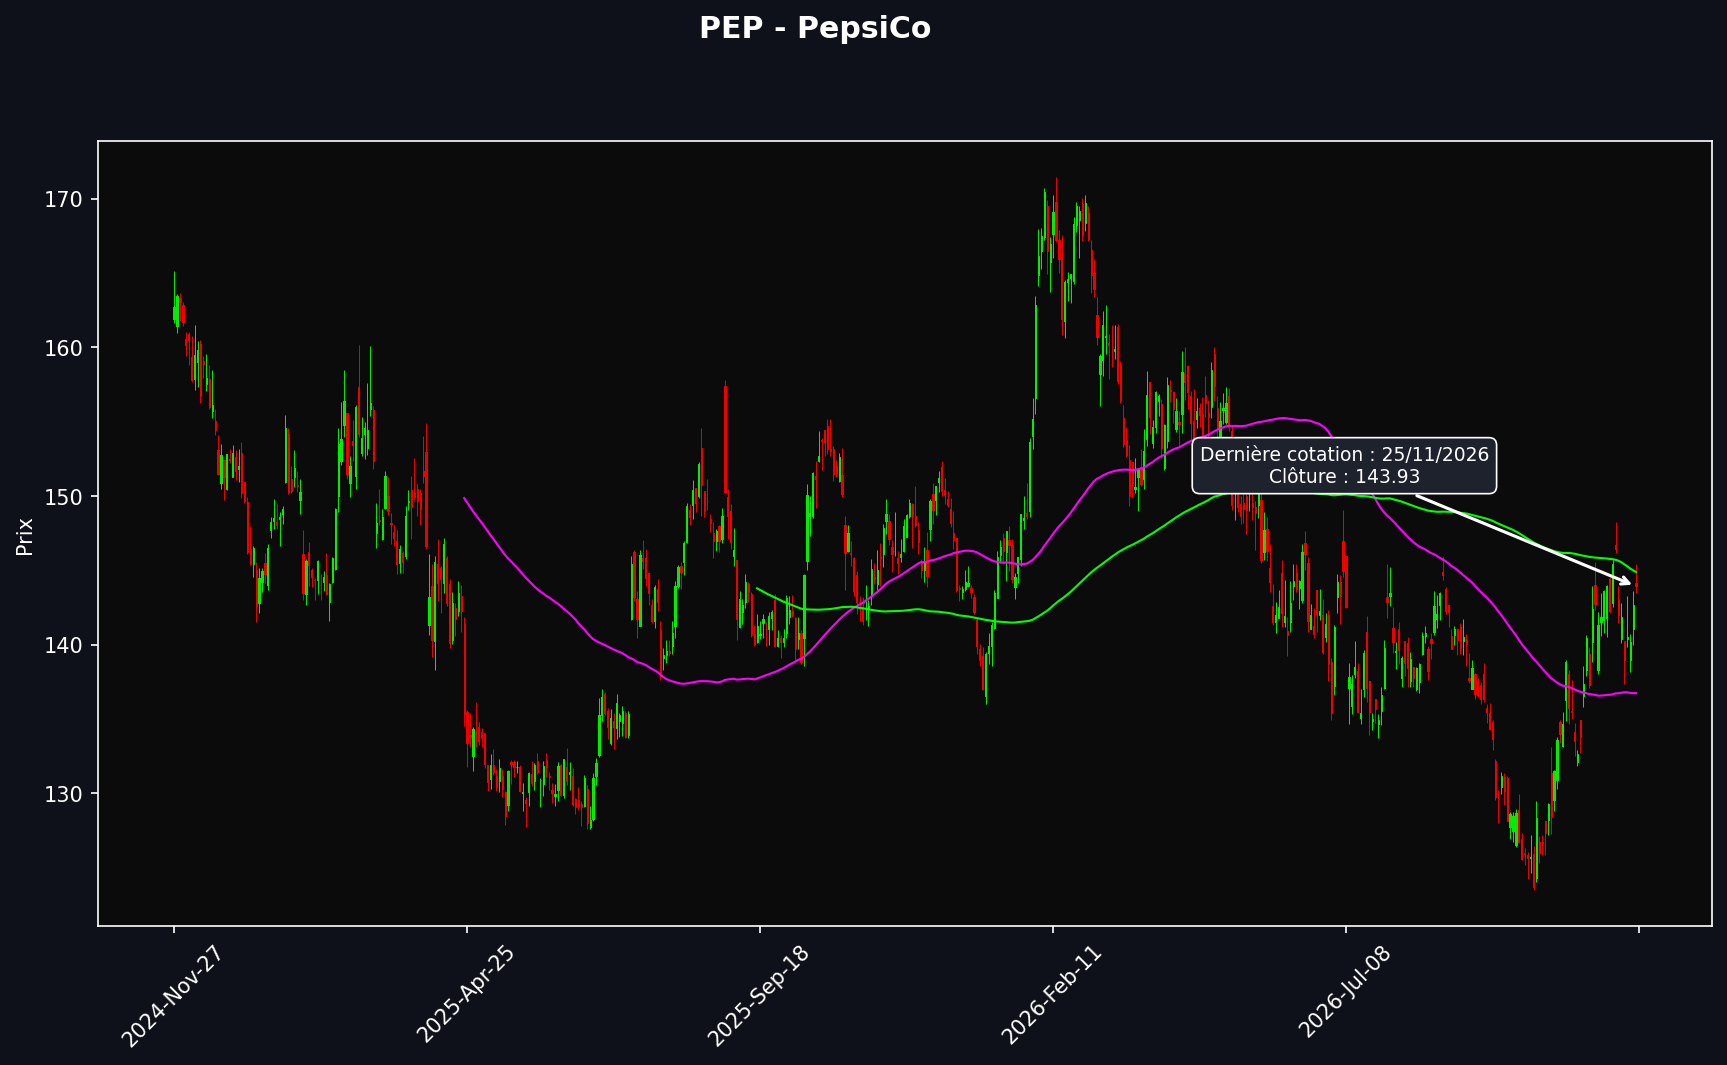 PEP - PepsiCo
170
160
150
140
130
Prix
Dernière cotation : 25/11/2026
Clôture : 143.93
2024-Nov-27
2025-Apr-25
2025-Sep-18
2026-Feb-11
2026-Jul-08